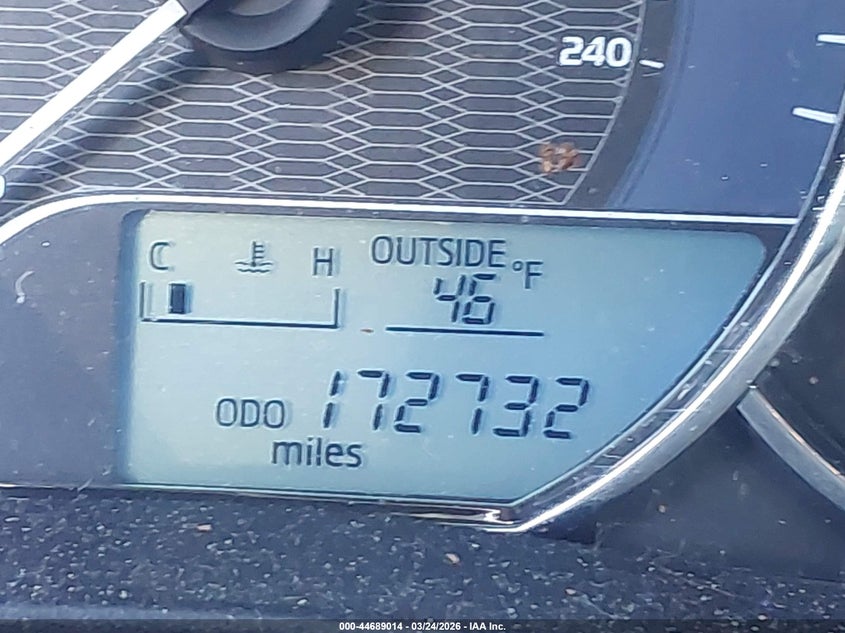 240
C H OUTSIDE °F
46
ODO 172732
miles
000-44689014 - 03/24/2026 - IAA Inc.